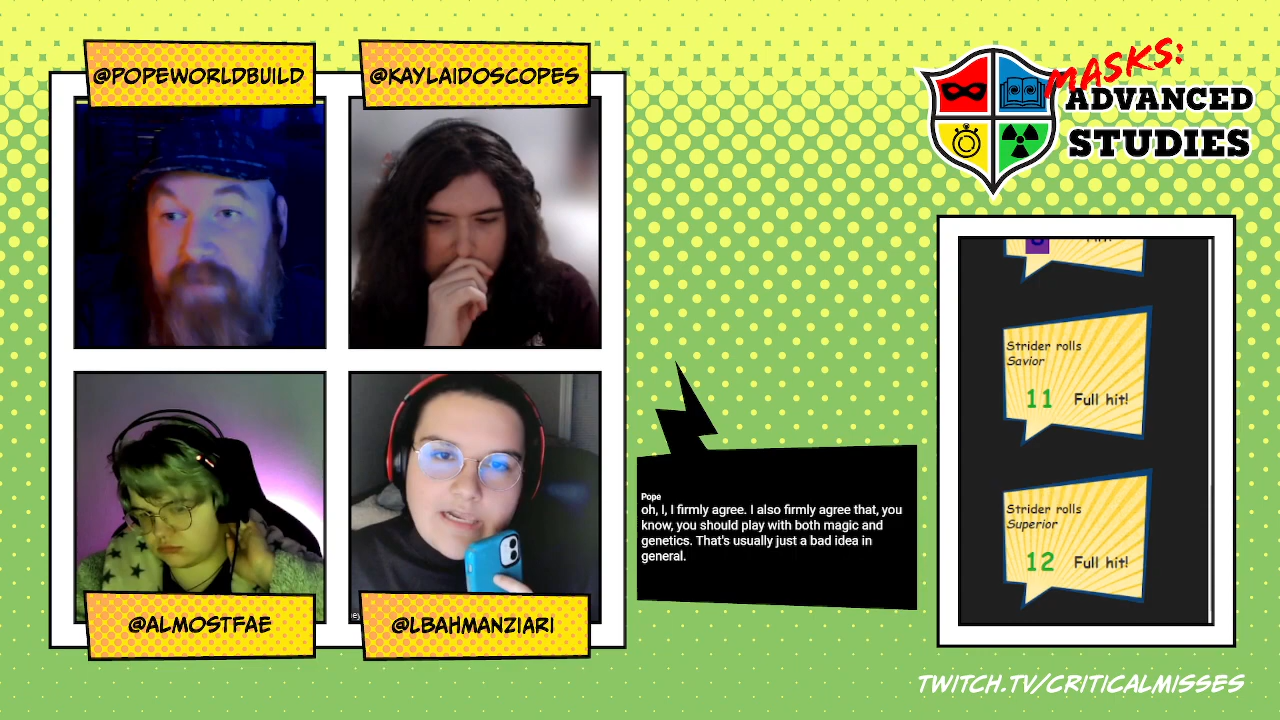 @POPEWORLDBUILD
@KAYLAIDOSCOPES
MASKS:
ADVANCED
STUDIES
Strider rolls
Savior
11 Full hit!
Pope
oh, I, I firmly agree. I also firmly agree that, you
know, you should play with both magic and
genetics. That's usually just a bad idea in
general.
Strider rolls
Superior
12 Full hit!
@ALMOSTFAE
@LBAHMANZIARI
TWITCH.TV/CRITICALMISSES